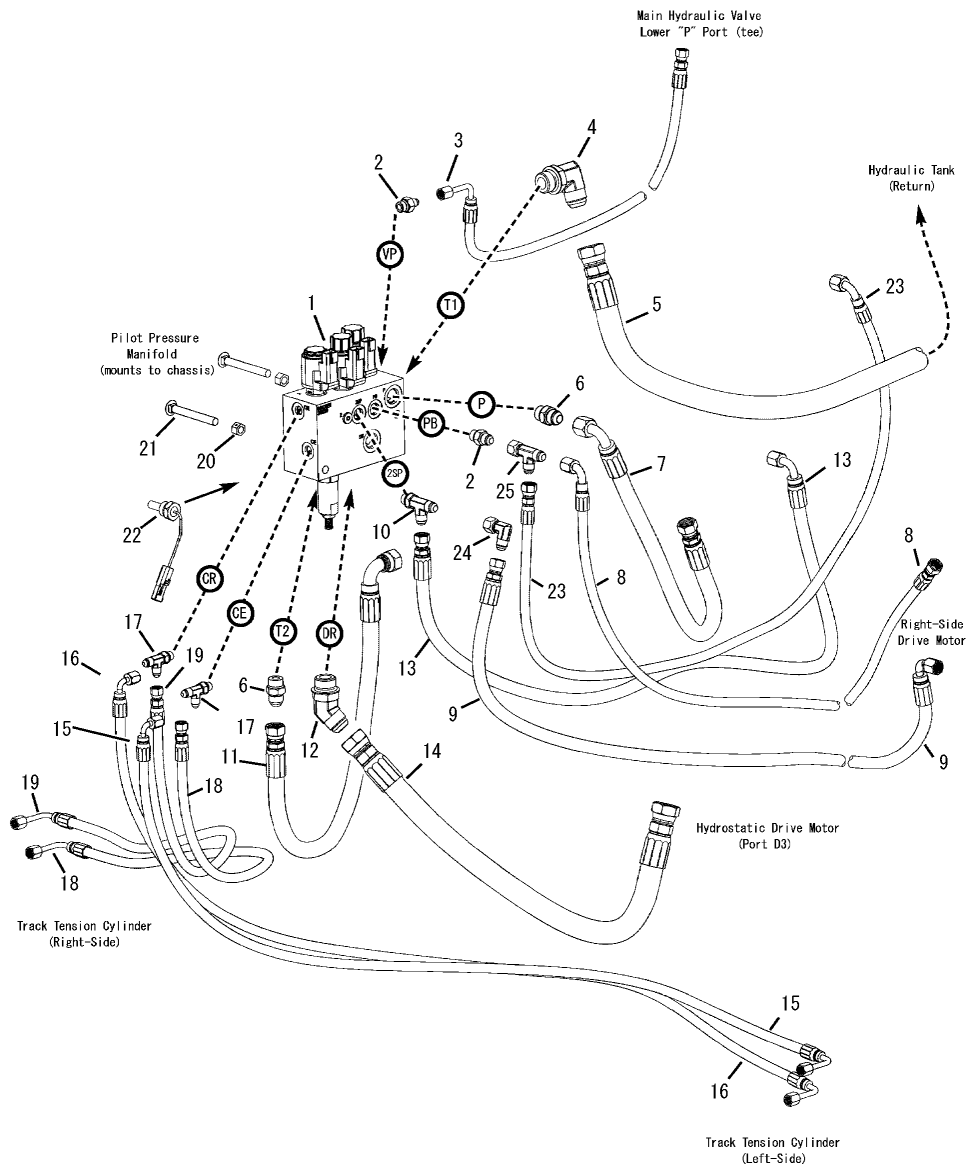 Main Hydraulic Valve
Lower "P" Port (tee)
4
3
2
Hydraulic Tank
(Return)
VP
23
1
T1
5
Pilot Pressure
Manifold
(mounts to chassis)
P
6
PB
21
20
2
25
7
13
2SP
22
10
24
8
CR
CE
23
8
17
T2
DR
Right-Side
Drive Motor
16
19
13
6
9
15
17
12
11
14
9
18
19
18
Hydrostatic Drive Motor
(Port D3)
Track Tension Cylinder
(Right-Side)
15
16
Track Tension Cylinder
(Left-Side)